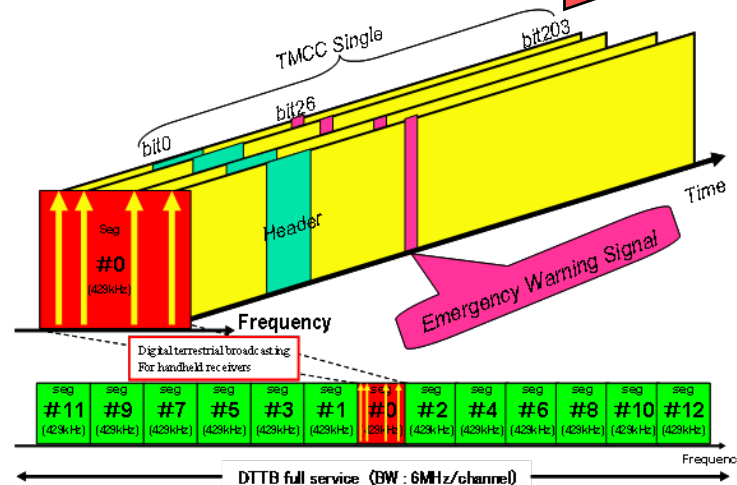 TMCC Single
bit203
bit26
bit0
Time
Header
Seg
#0
(429kHz)
Emergency Warning Signal
Frequency
Digital terrestrial broadcasting
For handheld receivers
seg seg seg seg seg seg seg seg seg seg seg seg seg
#11 #9 #7 #5 #3 #1 #0 #2 #4 #6 #8 #10 #12
(429kHz) (429kHz) (429kHz) (429kHz) (429kHz) (429kHz) (429kHz) (429kHz) (429kHz) (429kHz) (429kHz) (429kHz) (429kHz)
Frequenc
DTTB full service (BW : 6MHz/channel)